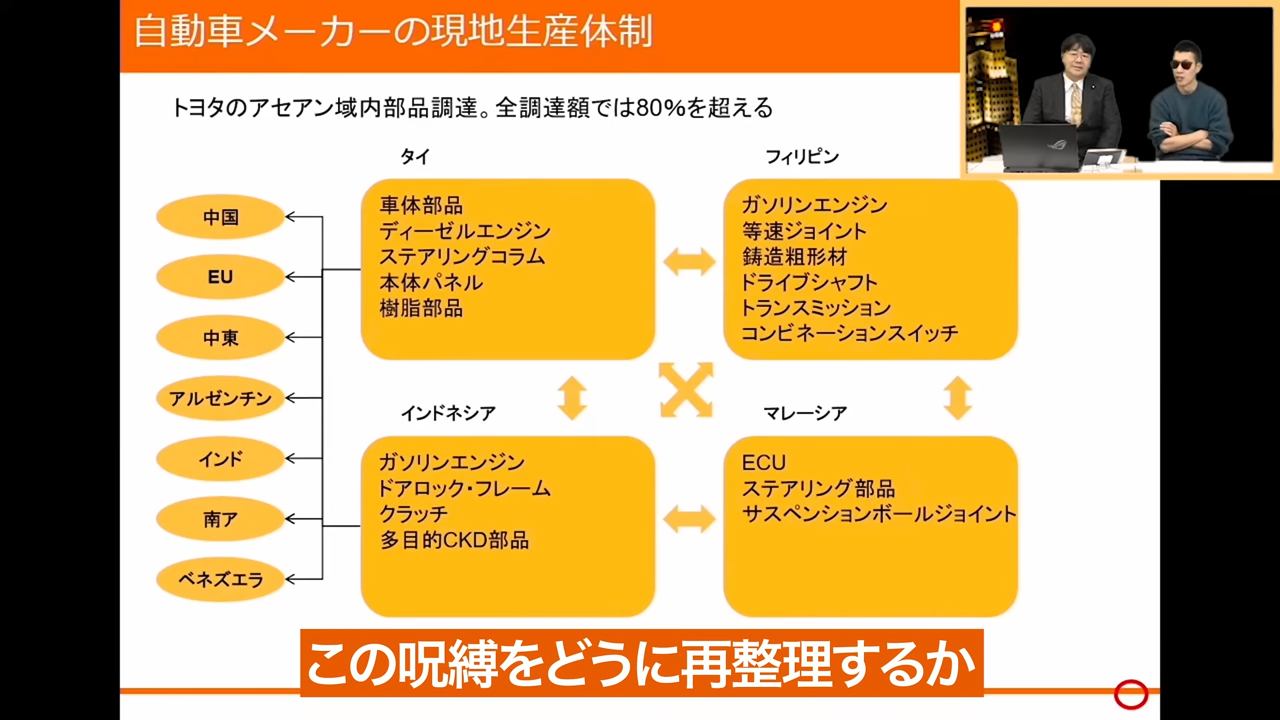 自動車メーカーの現地生産体制
トヨタのアセアン域内部品調達。全調達額では80%を超える
タイ
車体部品
ディーゼルエンジン
ステアリングコラム
本体パネル
樹脂部品
フィリピン
ガソリンエンジン
等速ジョイント
鋳造粗形材
ドライブシャフト
トランスミッション
コンビネーションスイッチ
中国
EU
中東
アルゼンチン
インド
南ア
ベネズエラ
インドネシア
ガソリンエンジン
ドアロック・フレーム
クラッチ
多目的CKD部品
マレーシア
ECU
ステアリング部品
サスペンションボールジョイント
この呪縛をどうに再整理するか